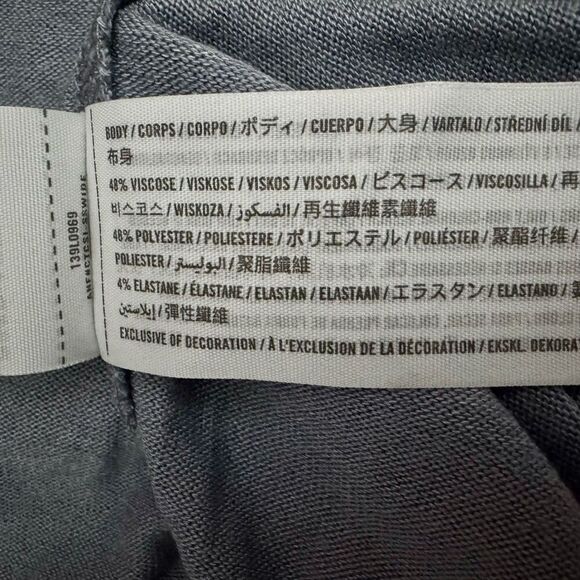 BODY / CORPS / CORPO / ボディ / CUERPO / 大身 / VARTALO / STŘEDNÍ DÍL /
布身
48% VISCOSE / VISKOSE / VISKOS / VISCOSA / ビスコース / VISCOSILLA / 再
비스코스 / WISKOZA / الفسكوز / 再生纖維素纖維
48% POLYESTER / POLIESTERE / ポリエステル / POLIÉSTER / 聚酯纤维 /
POLIESTER / البوليستر / 聚脂纖維
4% ELASTANE / ÉLASTANE / ELASTAN / ELASTAAN / エラスタン / ELASTANO /
إيلاستين / 彈性纖維
EXCLUSIVE OF DECORATION / À L'EXCLUSION DE LA DÉCORATION / EKSKL. DEKORAT
139L0969